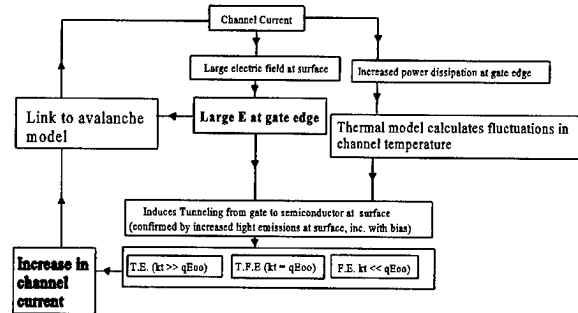 Channel Current
Large electric field at surface
Increased power dissipation at gate edge
Link to avalanche
model
Large E at gate edge
Thermal model calculates fluctuations in
channel temperature
Induces Tunneling from gate to semiconductor at surface
(confirmed by increased light emissions at surface, inc. with bias)
Increase in
channel
current
T.E. (kt >> qEoo)
T.F.E (kt = qEoo)
F.E. kt << qEoo)